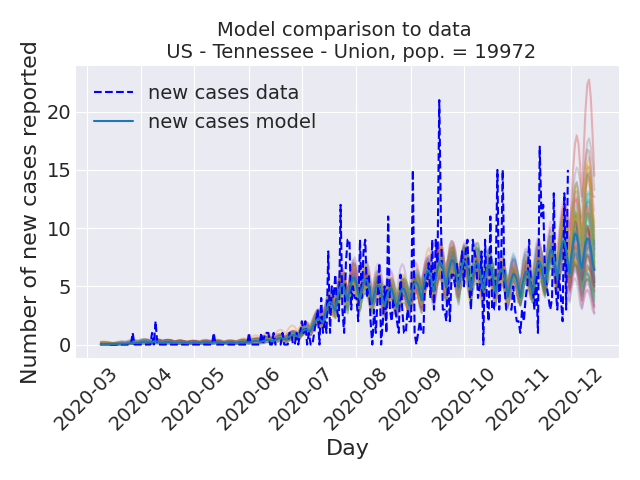 Model comparison to data
US - Tennessee - Union, pop. = 19972
Number of new cases reported
20
15
10
5
0
new cases data
new cases model
2020-03
2020-04
2020-05
2020-06
2020-07
2020-08
2020-09
2020-10
2020-11
2020-12
Day